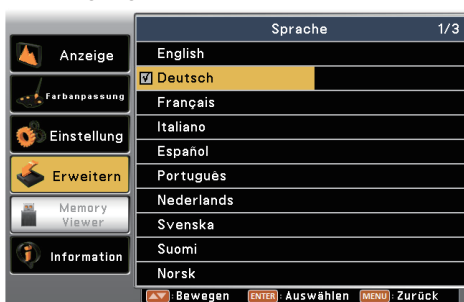 Sprache 1/3
Anzeige
Farbanpassung
Einstellung
Erweitern
Memory
Viewer
Information
English
Deutsch
Français
Italiano
Español
Português
Nederlands
Svenska
Suomi
Norsk
:Bewegen ENTER :Auswählen MENU :Zurück